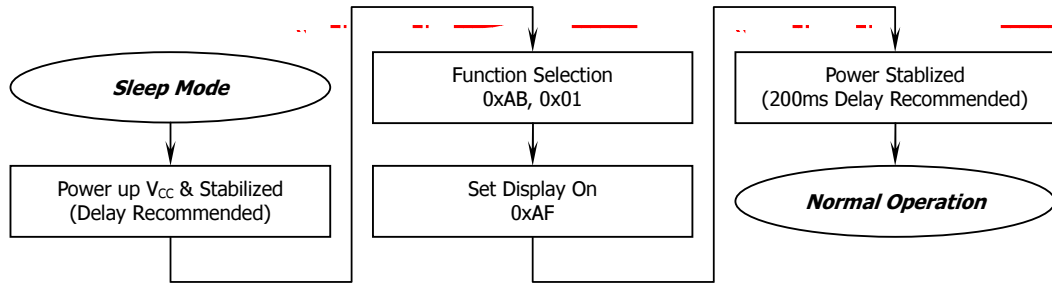 Sleep Mode
Power up VCC & Stabilized
(Delay Recommended)
Function Selection
0xAB, 0x01
Set Display On
0xAF
Power Stablized
(200ms Delay Recommended)
Normal Operation